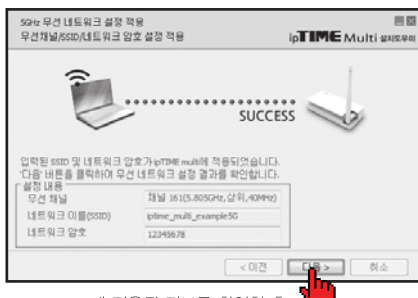 5GHz 무선 네트워크 설정 적용
무선채널/SSID/네트워크 암호 설정 적용
ipTIME Multi 설치도우미
SUCCESS
입력된 SSID 및 네트워크 암호가 ipTIME multi에 적용되었습니다.
'다음' 버튼을 클릭하여 무선 네트워크 설정 결과를 확인합니다.
설정 내용
무선 채널 채널 161(5.805GHz,상위,40MHz)
네트워크 이름(SSID) iptime_multi_example5G
네트워크 암호 12345678
< 이전 다음 > 취소